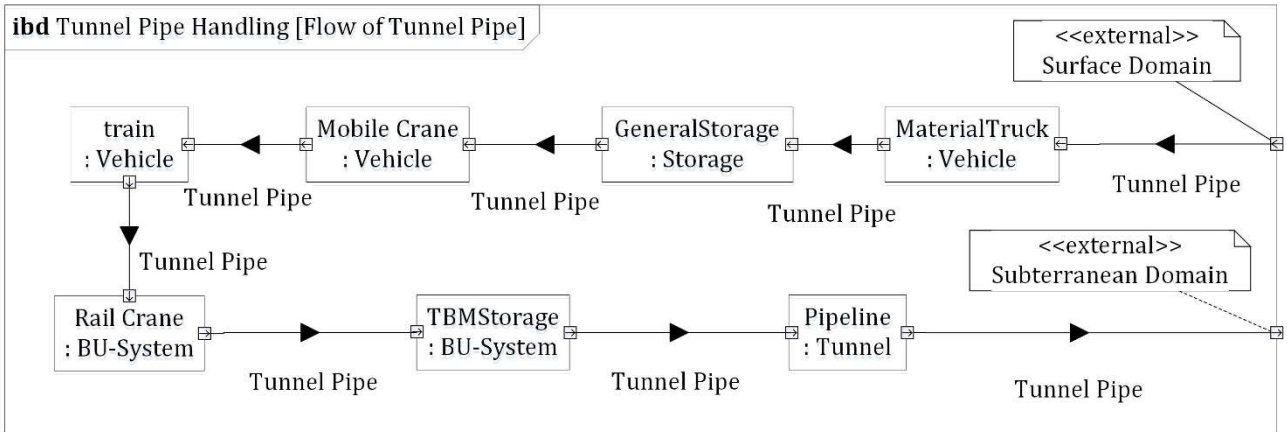 ibd Tunnel Pipe Handling [Flow of Tunnel Pipe]
<<external>>
Surface Domain
train
: Vehicle
Mobile Crane
: Vehicle
GeneralStorage
: Storage
MaterialTruck
: Vehicle
Tunnel Pipe
Tunnel Pipe
Tunnel Pipe
Tunnel Pipe
Tunnel Pipe
<<external>>
Subterranean Domain
Rail Crane
: BU-System
TBMStorage
: BU-System
Pipeline
: Tunnel
Tunnel Pipe
Tunnel Pipe
Tunnel Pipe